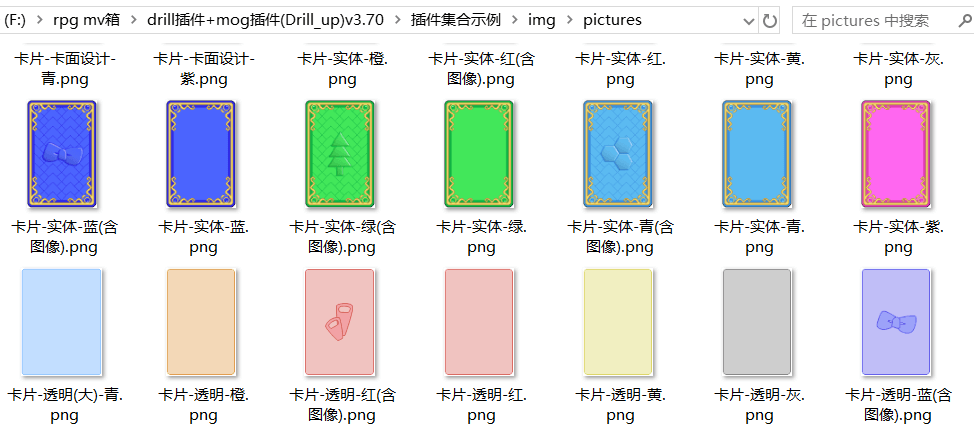 (F:) > rpg mv箱 > drill插件+mog插件(Drill_up)v3.70 > 插件集合示例 > img > pictures
在 pictures 中搜索
卡片-卡面设计-
青.png
卡片-卡面设计-
紫.png
卡片-实体-橙.
png
卡片-实体-红(含
图像).png
卡片-实体-红.
png
卡片-实体-黄.
png
卡片-实体-灰.
png
卡片-实体-蓝(含
图像).png
卡片-实体-蓝.
png
卡片-实体-绿(含
图像).png
卡片-实体-绿.
png
卡片-实体-青(含
图像).png
卡片-实体-青.
png
卡片-实体-紫.
png
卡片-透明(大)-青.
png
卡片-透明-橙.
png
卡片-透明-红(含
图像).png
卡片-透明-红.
png
卡片-透明-黄.
png
卡片-透明-灰.
png
卡片-透明-蓝(含
图像).png